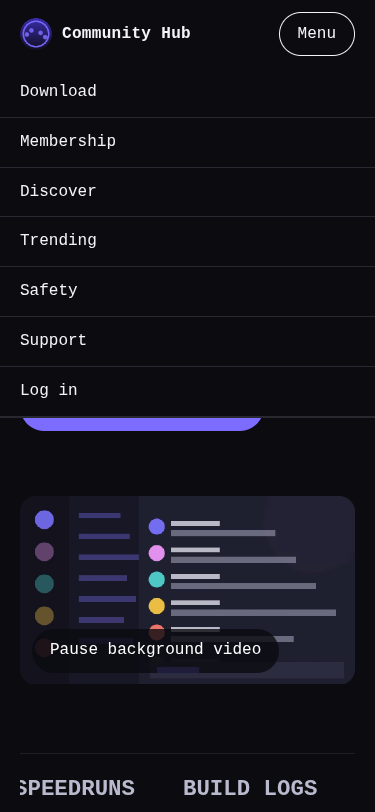 Community Hub
Menu
Download
Membership
Discover
Trending
Safety
Support
Log in
Pause background video
SPEEDRUNS BUILD LOGS